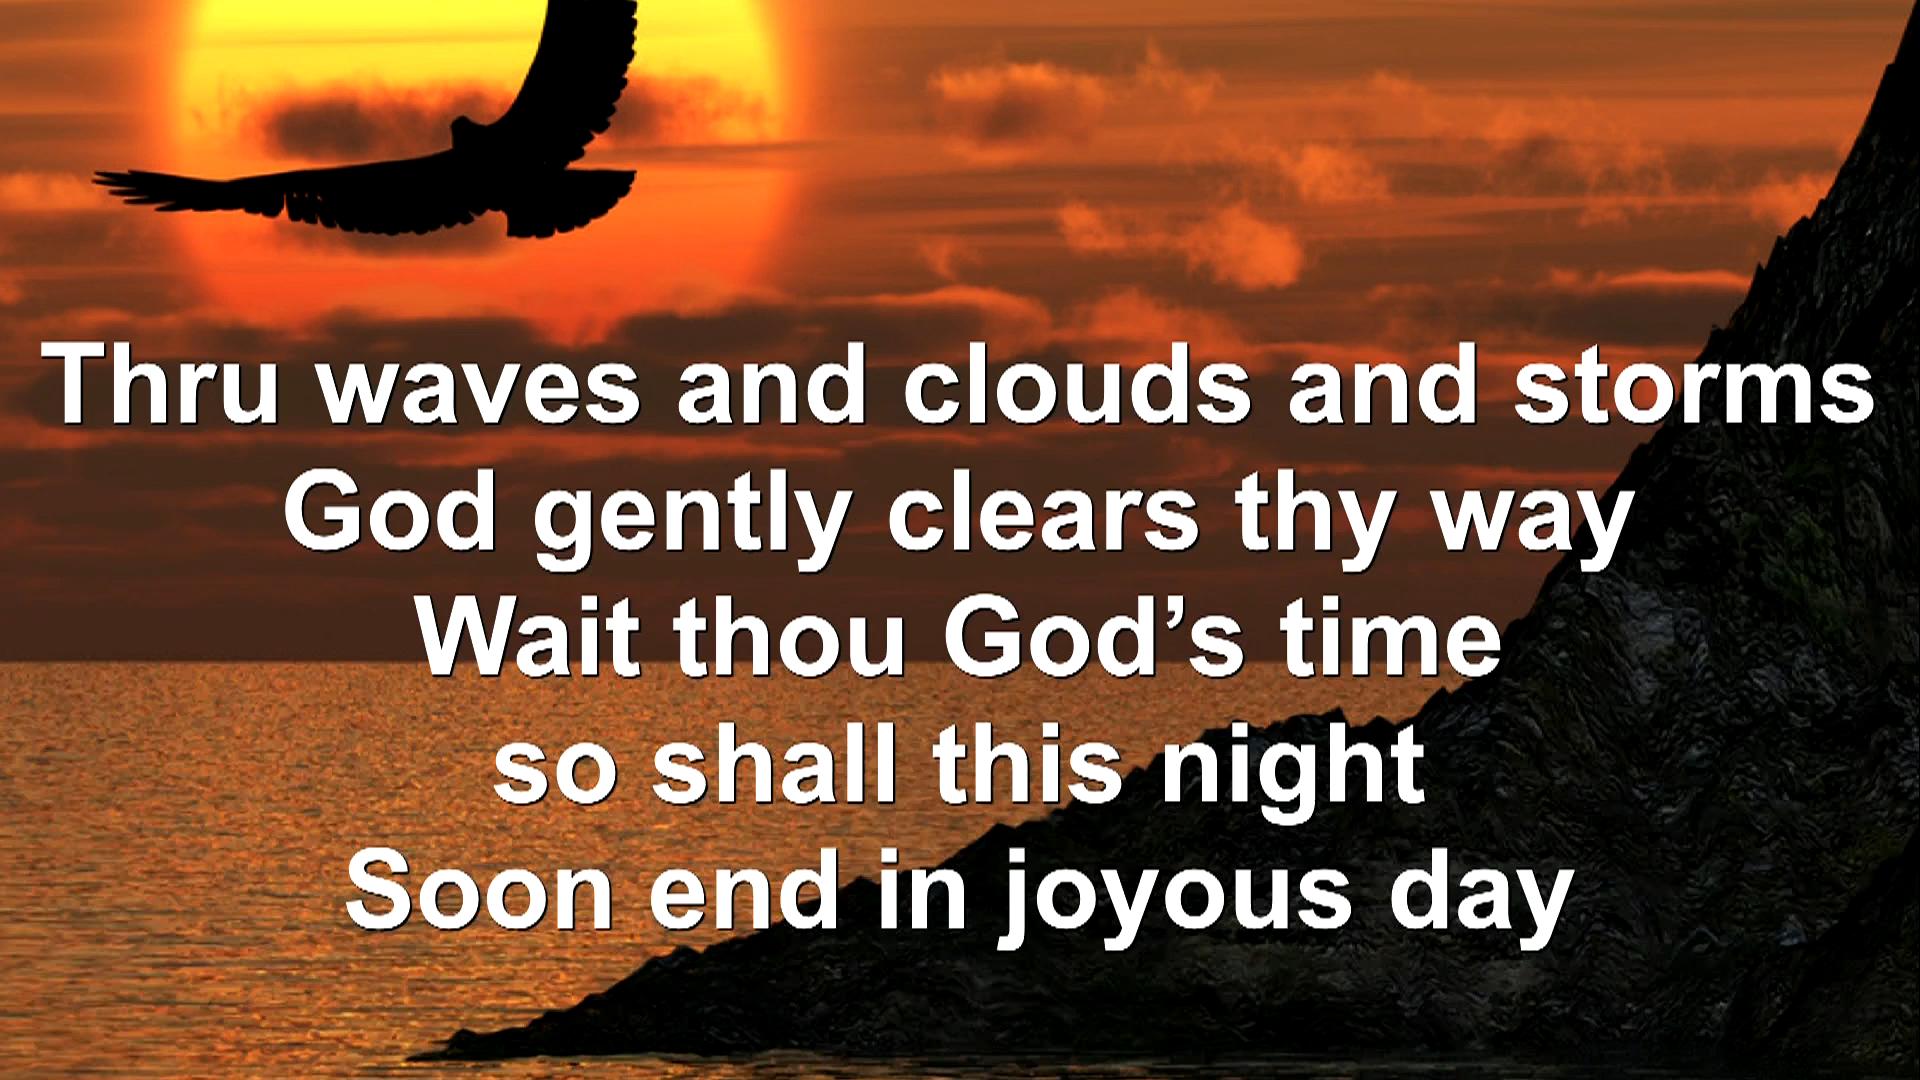 Thru waves and clouds and storms
God gently clears thy way
Wait thou God’s time
so shall this night
Soon end in joyous day